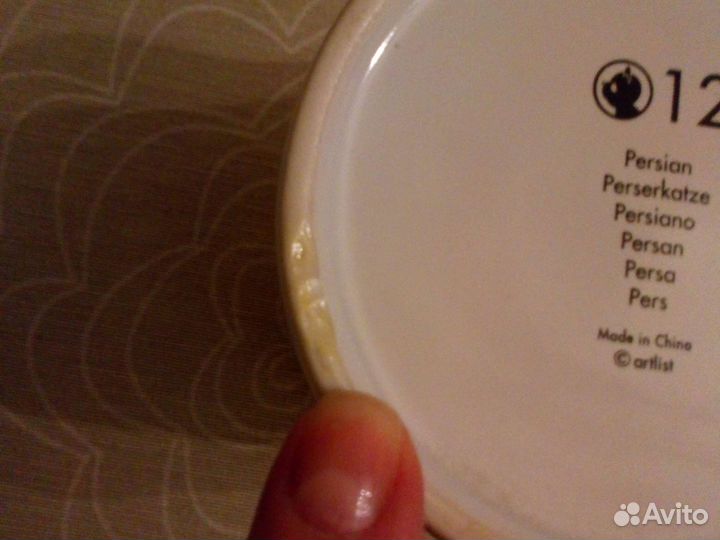 12
Persian
Perserkatze
Persiano
Persan
Persa
Pers
Made in China
©artlist
Avito